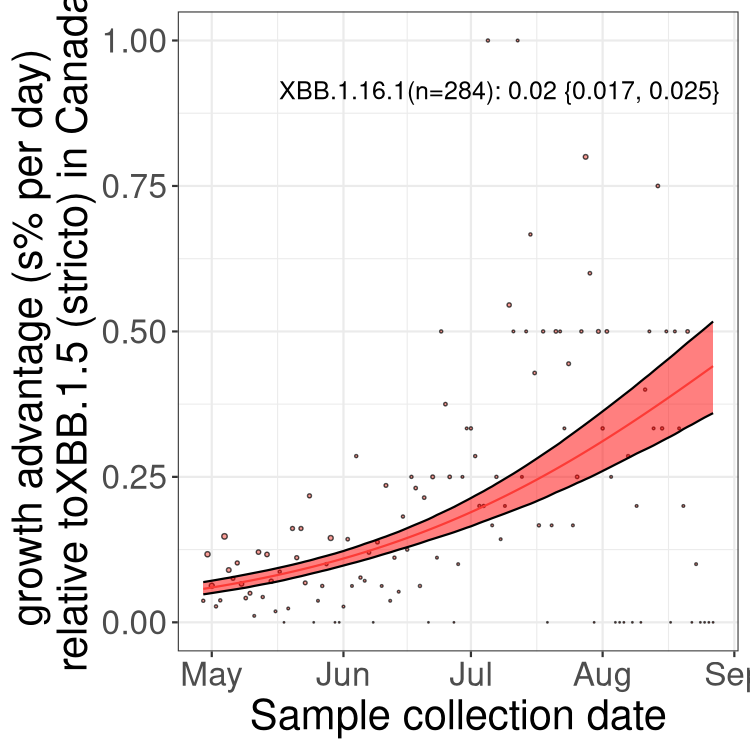 growth advantage (s% per day)
relative toXBB.1.5 (stricto) in Canada
1.00
0.75
0.50
0.25
0.00
XBB.1.16.1(n=284): 0.02 {0.017, 0.025}
May Jun Jul Aug Sep
Sample collection date